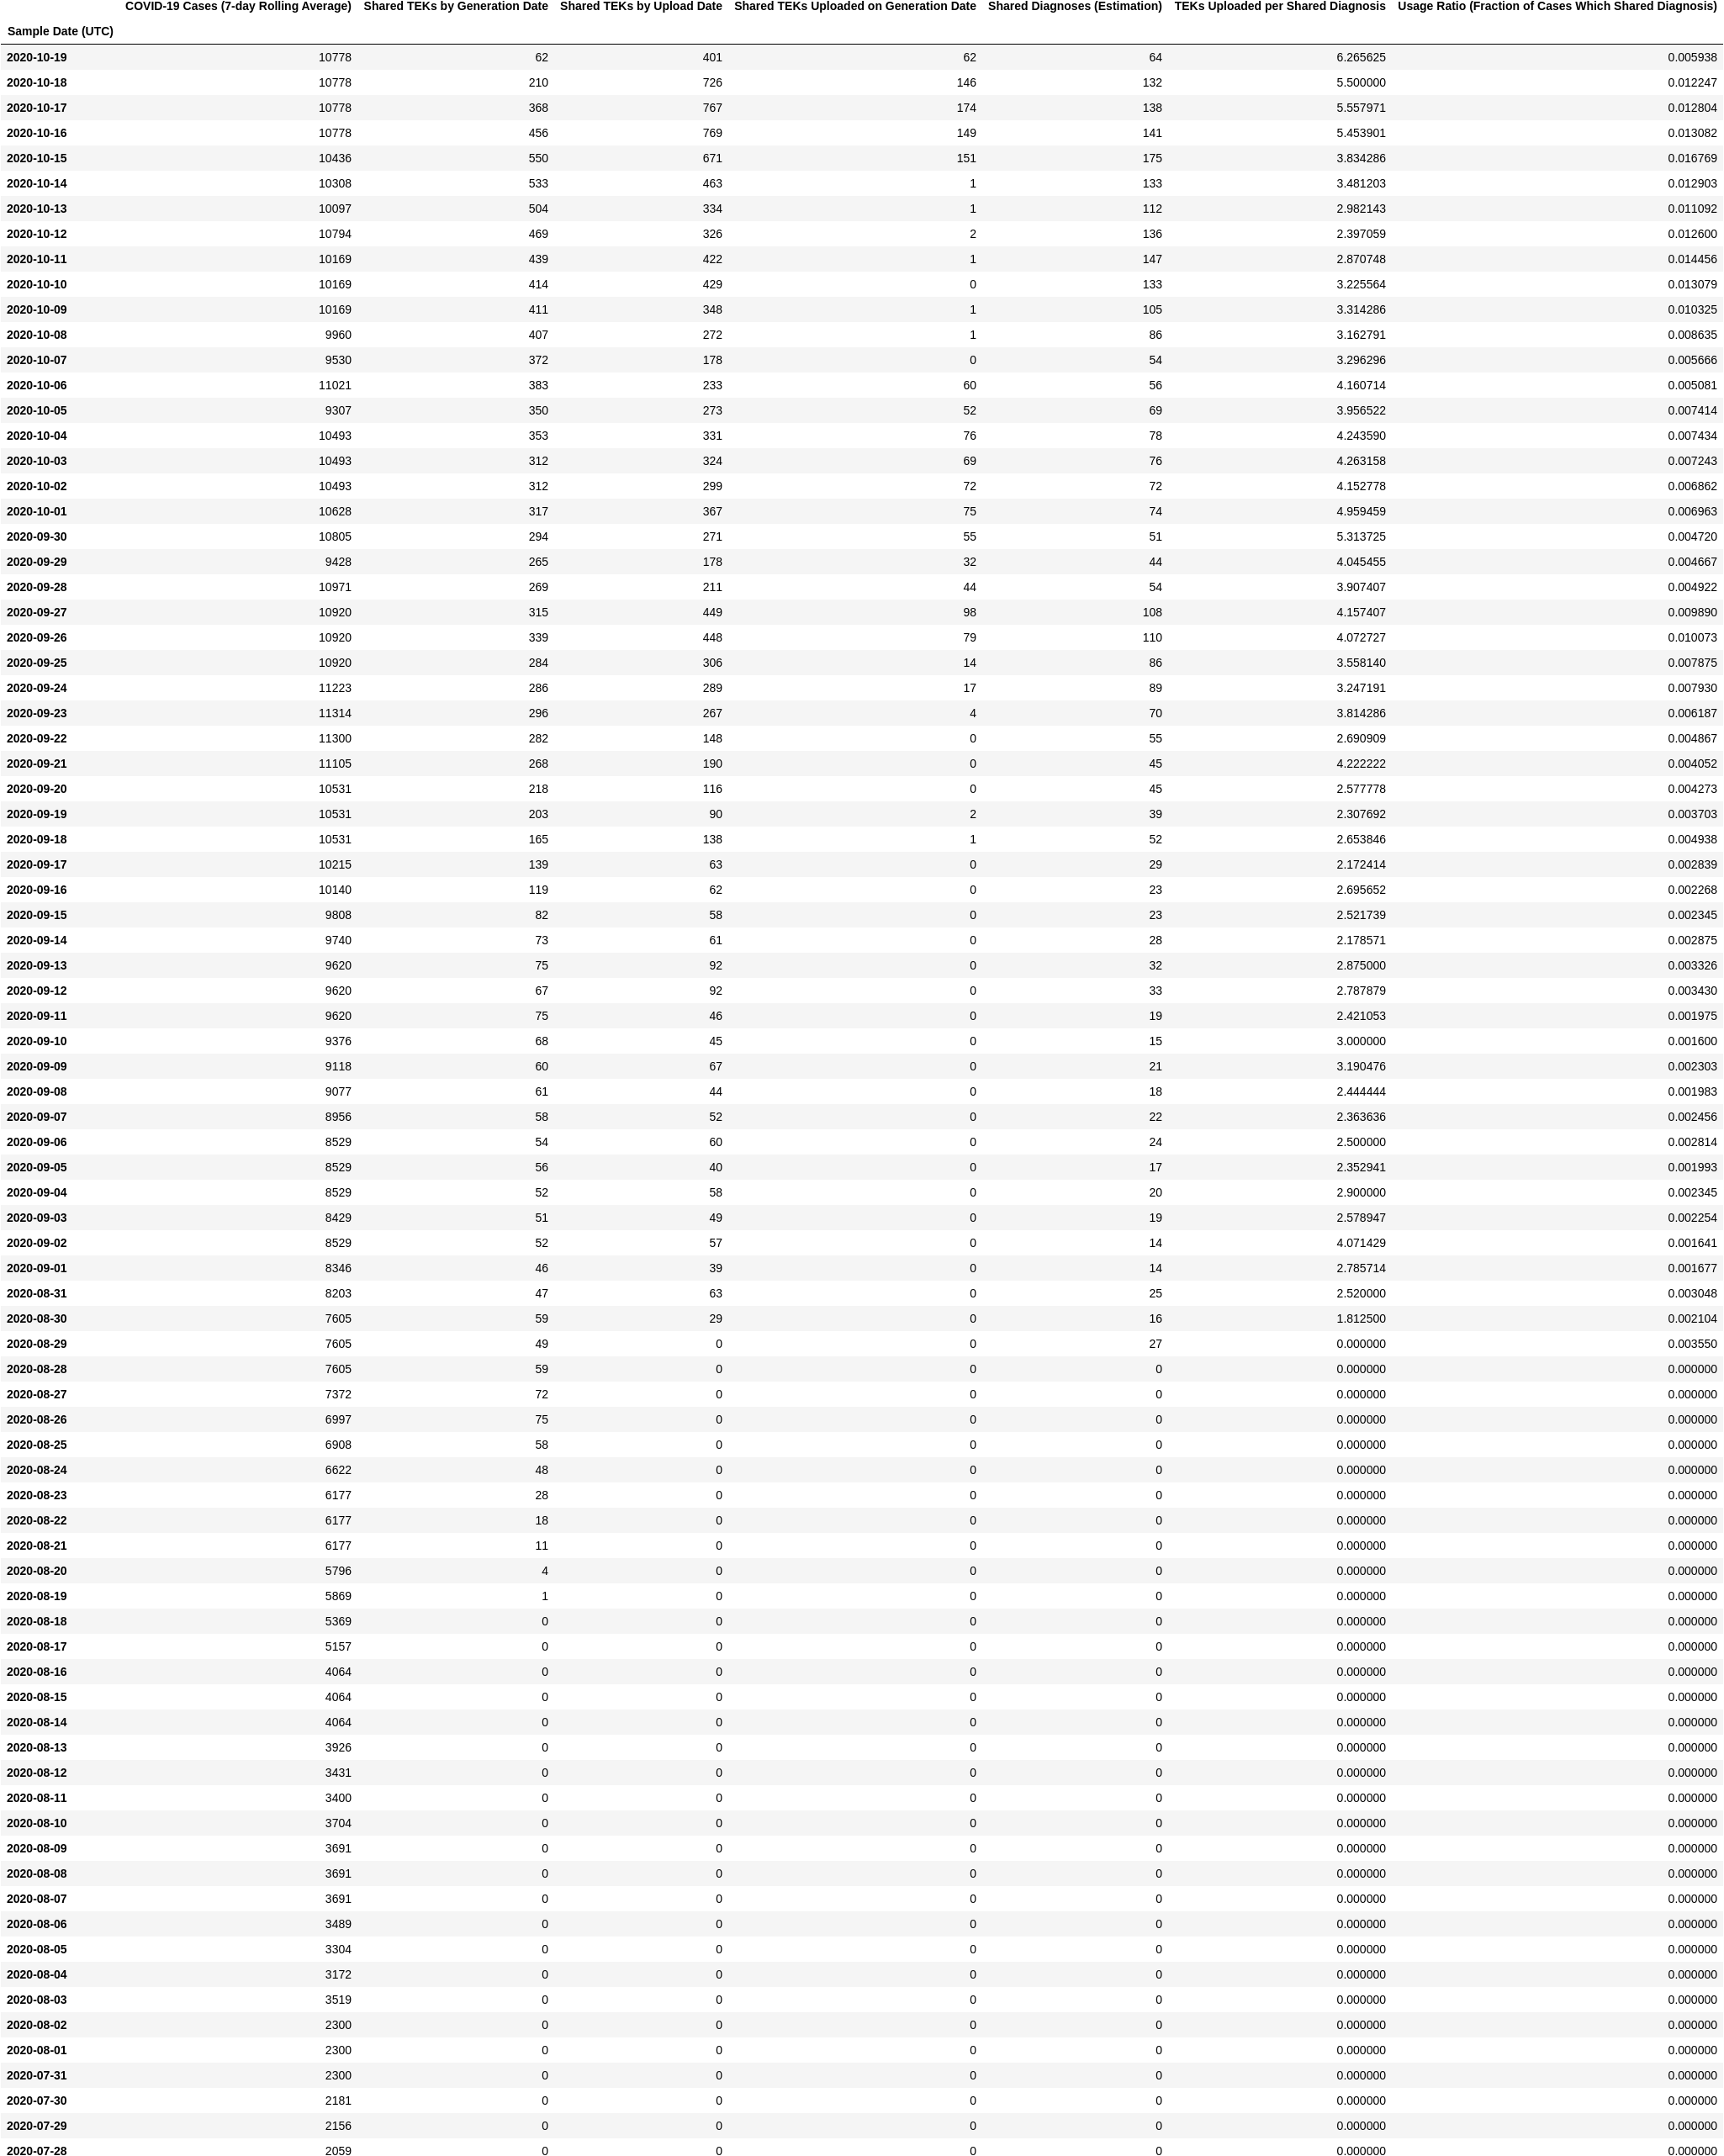 COVID-19 Cases (7-day Rolling Average) Shared TEKs by Generation Date Shared TEKs by Upload Date Shared TEKs Uploaded on Generation Date Shared Diagnoses (Estimation) TEKs Uploaded per Shared Diagnosis Usage Ratio (Fraction of Cases Which Shared Diagnosis)
Sample Date (UTC)
2020-10-19 10778 62 401 62 64 6.265625 0.005938
2020-10-18 10778 210 726 146 132 5.500000 0.012247
2020-10-17 10778 368 767 174 138 5.557971 0.012804
2020-10-16 10778 456 769 149 141 5.453901 0.013082
2020-10-15 10436 550 671 151 175 3.834286 0.016769
2020-10-14 10308 533 463 1 133 3.481203 0.012903
2020-10-13 10097 504 334 1 112 2.982143 0.011092
2020-10-12 10794 469 326 2 136 2.397059 0.012600
2020-10-11 10169 439 422 1 147 2.870748 0.014456
2020-10-10 10169 414 429 0 133 3.225564 0.013079
2020-10-09 10169 411 348 1 105 3.314286 0.010325
2020-10-08 9960 407 272 1 86 3.162791 0.008635
2020-10-07 9530 372 178 0 54 3.296296 0.005666
2020-10-06 11021 383 233 60 56 4.160714 0.005081
2020-10-05 9307 350 273 52 69 3.956522 0.007414
2020-10-04 10493 353 331 76 78 4.243590 0.007434
2020-10-03 10493 312 324 69 76 4.263158 0.007243
2020-10-02 10493 312 299 72 72 4.152778 0.006862
2020-10-01 10628 317 367 75 74 4.959459 0.006963
2020-09-30 10805 294 271 55 51 5.313725 0.004720
2020-09-29 9428 265 178 32 44 4.045455 0.004667
2020-09-28 10971 269 211 44 54 3.907407 0.004922
2020-09-27 10920 315 449 98 108 4.157407 0.009890
2020-09-26 10920 339 448 79 110 4.072727 0.010073
2020-09-25 10920 284 306 14 86 3.558140 0.007875
2020-09-24 11223 286 289 17 89 3.247191 0.007930
2020-09-23 11314 296 267 4 70 3.814286 0.006187
2020-09-22 11300 282 148 0 55 2.690909 0.004867
2020-09-21 11105 268 190 0 45 4.222222 0.004052
2020-09-20 10531 218 116 0 45 2.577778 0.004273
2020-09-19 10531 203 90 2 39 2.307692 0.003703
2020-09-18 10531 165 138 1 52 2.653846 0.004938
2020-09-17 10215 139 63 0 29 2.172414 0.002839
2020-09-16 10140 119 62 0 23 2.695652 0.002268
2020-09-15 9808 82 58 0 23 2.521739 0.002345
2020-09-14 9740 73 61 0 28 2.178571 0.002875
2020-09-13 9620 75 92 0 32 2.875000 0.003326
2020-09-12 9620 67 92 0 33 2.787879 0.003430
2020-09-11 9620 75 46 0 19 2.421053 0.001975
2020-09-10 9376 68 45 0 15 3.000000 0.001600
2020-09-09 9118 60 67 0 21 3.190476 0.002303
2020-09-08 9077 61 44 0 18 2.444444 0.001983
2020-09-07 8956 58 52 0 22 2.363636 0.002456
2020-09-06 8529 54 60 0 24 2.500000 0.002814
2020-09-05 8529 56 40 0 17 2.352941 0.001993
2020-09-04 8529 52 58 0 20 2.900000 0.002345
2020-09-03 8429 51 49 0 19 2.578947 0.002254
2020-09-02 8529 52 57 0 14 4.071429 0.001641
2020-09-01 8346 46 39 0 14 2.785714 0.001677
2020-08-31 8203 47 63 0 25 2.520000 0.003048
2020-08-30 7605 59 29 0 16 1.812500 0.002104
2020-08-29 7605 49 0 0 27 0.000000 0.003550
2020-08-28 7605 59 0 0 0 0.000000 0.000000
2020-08-27 7372 72 0 0 0 0.000000 0.000000
2020-08-26 6997 75 0 0 0 0.000000 0.000000
2020-08-25 6908 58 0 0 0 0.000000 0.000000
2020-08-24 6622 48 0 0 0 0.000000 0.000000
2020-08-23 6177 28 0 0 0 0.000000 0.000000
2020-08-22 6177 18 0 0 0 0.000000 0.000000
2020-08-21 6177 11 0 0 0 0.000000 0.000000
2020-08-20 5796 4 0 0 0 0.000000 0.000000
2020-08-19 5869 1 0 0 0 0.000000 0.000000
2020-08-18 5369 0 0 0 0 0.000000 0.000000
2020-08-17 5157 0 0 0 0 0.000000 0.000000
2020-08-16 4064 0 0 0 0 0.000000 0.000000
2020-08-15 4064 0 0 0 0 0.000000 0.000000
2020-08-14 4064 0 0 0 0 0.000000 0.000000
2020-08-13 3926 0 0 0 0 0.000000 0.000000
2020-08-12 3431 0 0 0 0 0.000000 0.000000
2020-08-11 3400 0 0 0 0 0.000000 0.000000
2020-08-10 3704 0 0 0 0 0.000000 0.000000
2020-08-09 3691 0 0 0 0 0.000000 0.000000
2020-08-08 3691 0 0 0 0 0.000000 0.000000
2020-08-07 3691 0 0 0 0 0.000000 0.000000
2020-08-06 3489 0 0 0 0 0.000000 0.000000
2020-08-05 3304 0 0 0 0 0.000000 0.000000
2020-08-04 3172 0 0 0 0 0.000000 0.000000
2020-08-03 3519 0 0 0 0 0.000000 0.000000
2020-08-02 2300 0 0 0 0 0.000000 0.000000
2020-08-01 2300 0 0 0 0 0.000000 0.000000
2020-07-31 2300 0 0 0 0 0.000000 0.000000
2020-07-30 2181 0 0 0 0 0.000000 0.000000
2020-07-29 2156 0 0 0 0 0.000000 0.000000
2020-07-28 2059 0 0 0 0 0.000000 0.000000